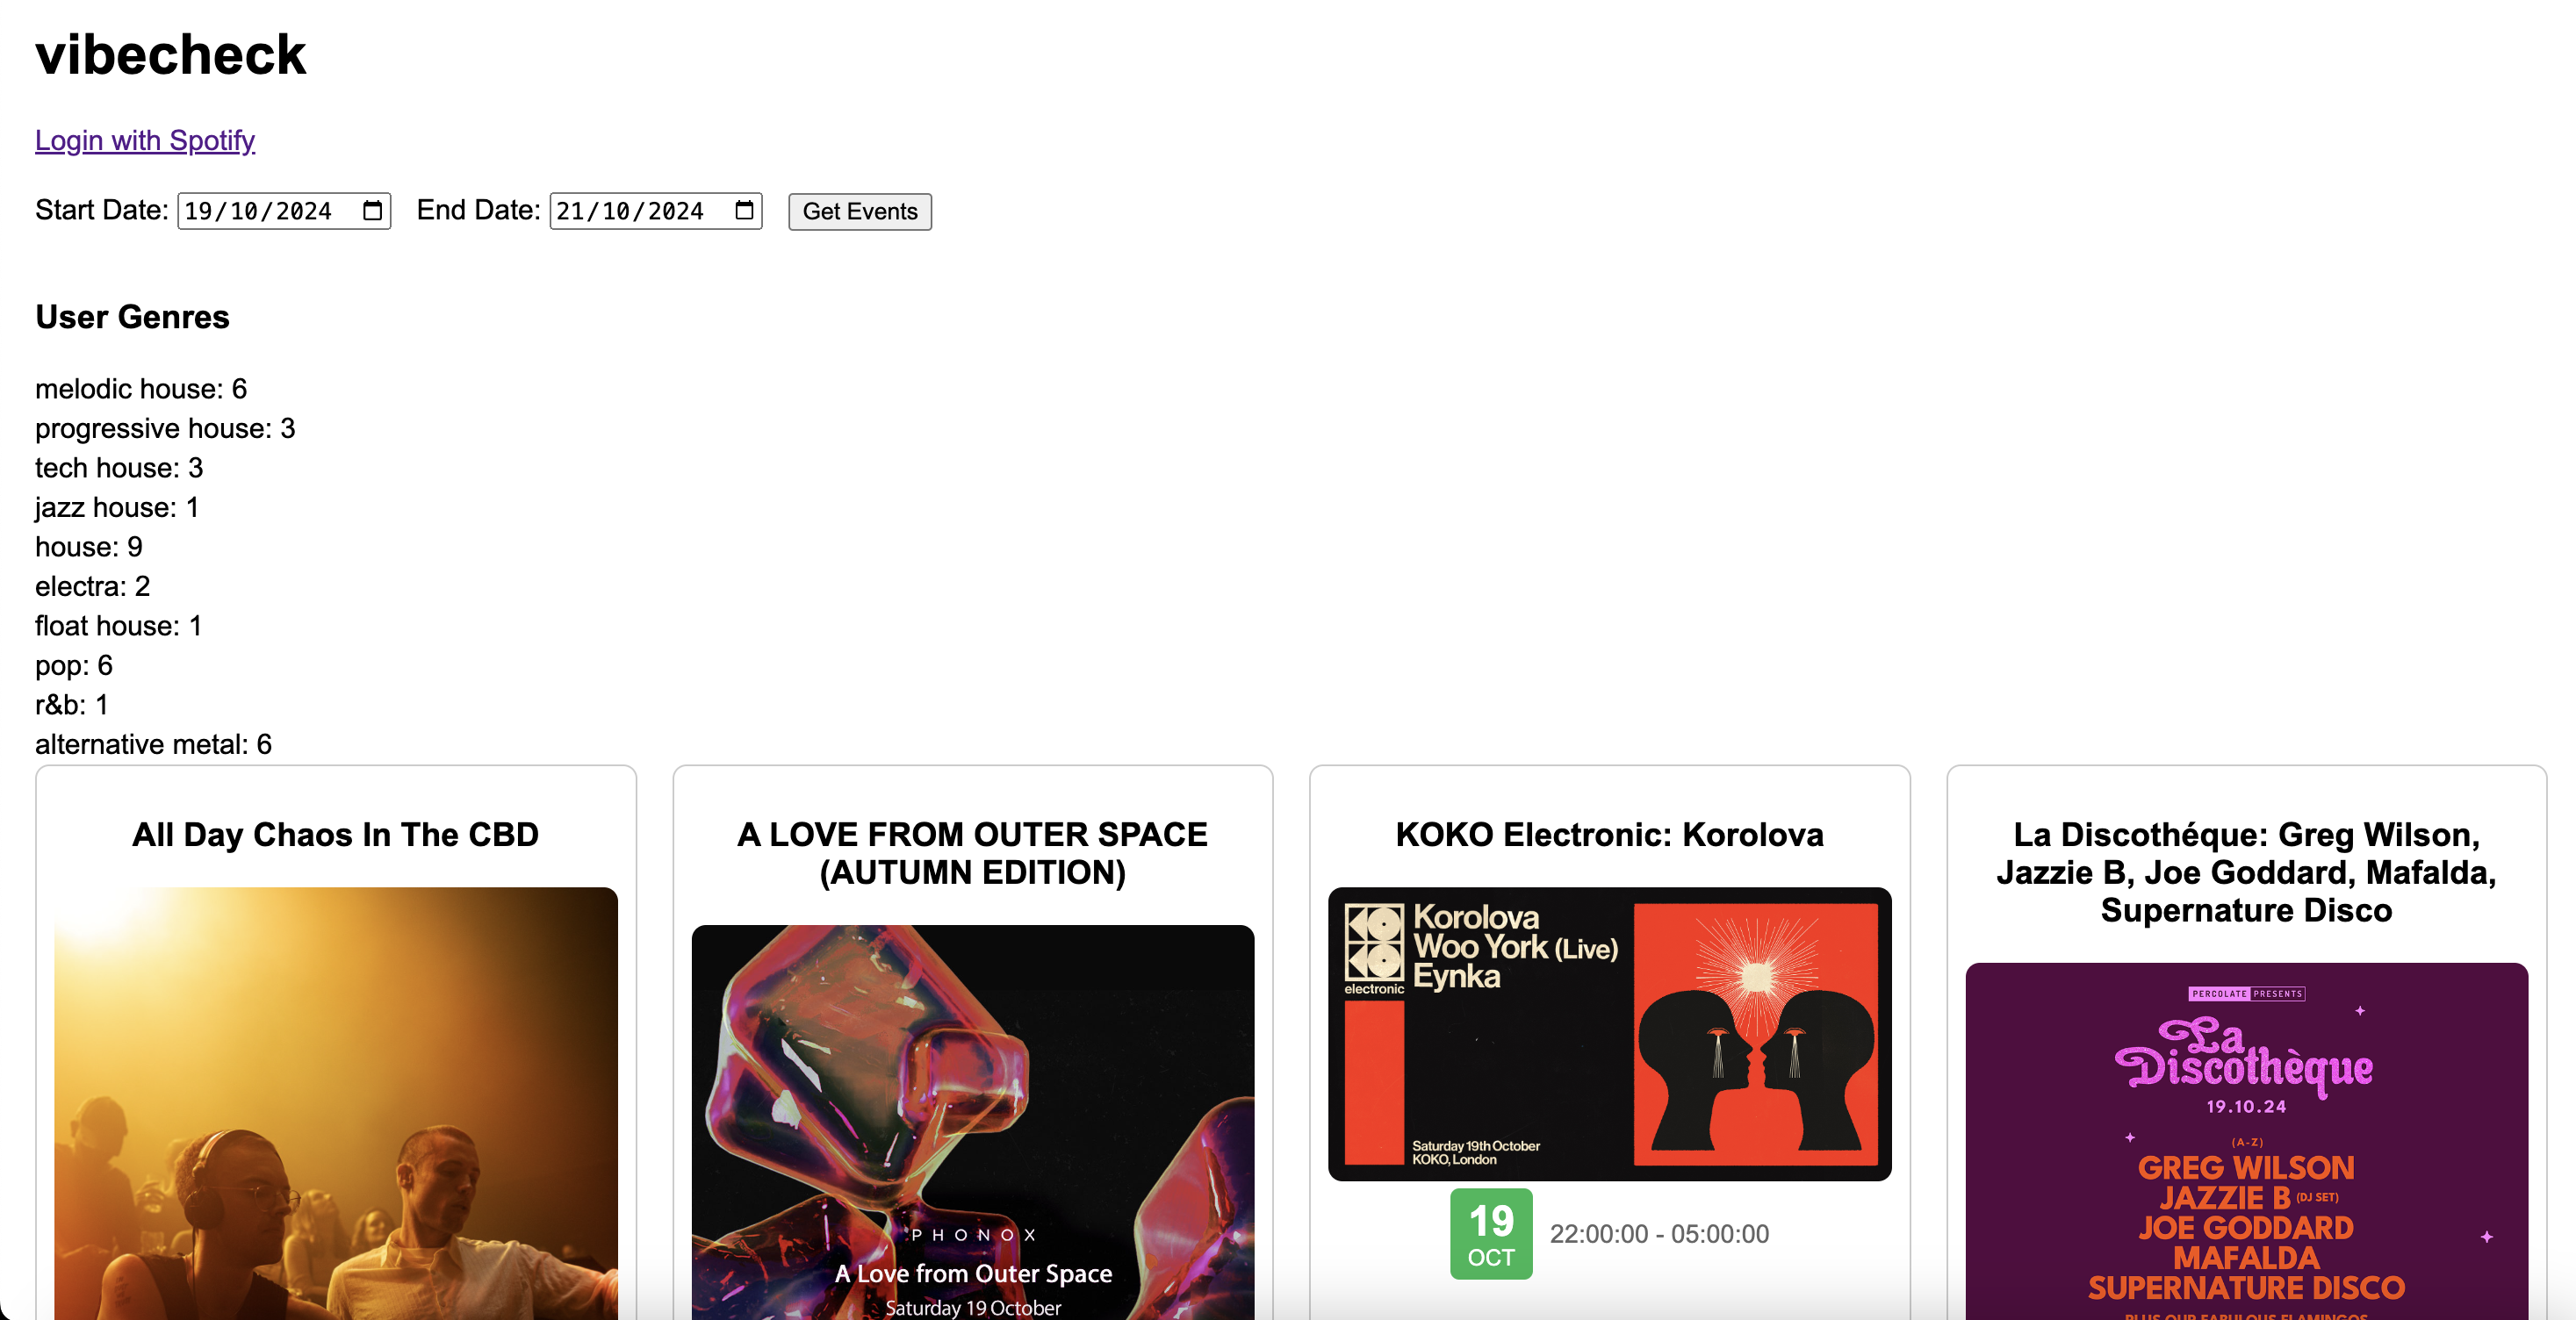 vibecheck
Login with Spotify
Start Date: 19/10/2024 End Date: 21/10/2024 Get Events
User Genres
melodic house: 6
progressive house: 3
tech house: 3
jazz house: 1
house: 9
electra: 2
float house: 1
pop: 6
r&b: 1
alternative metal: 6
All Day Chaos In The CBD
A LOVE FROM OUTER SPACE
(AUTUMN EDITION)
PHONOX
A Love from Outer Space
Saturday 19 October
KOKO Electronic: Korolova
KOKO
electronic
Korolova
Woo York (Live)
Eynka
Saturday 19th October
KOKO, London
19
OCT
22:00:00 - 05:00:00
La Discothéque: Greg Wilson,
Jazzie B, Joe Goddard, Mafalda,
Supernature Disco
PERCOLATE PRESENTS
La
Discothèque
19.10.24
(A-Z)
GREG WILSON
JAZZIE B (DJ SET)
JOE GODDARD
MAFALDA
SUPERNATURE DISCO
PLUS OUR FABULOUS FLAMINGOS